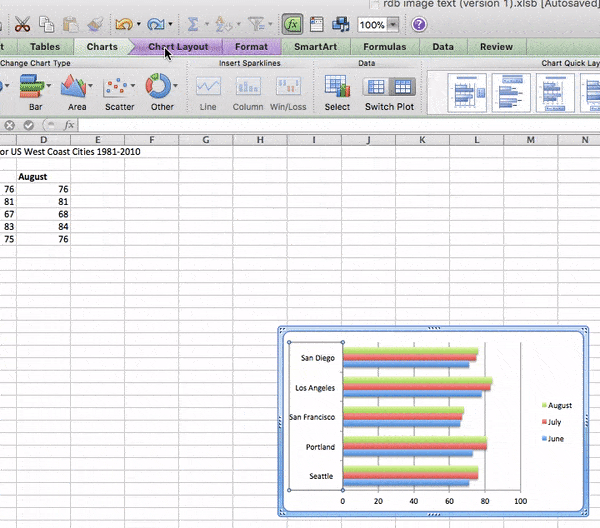 rdb image text (version 1).xlsb [Autosaved]
Σ fx 100% ?
t Tables Charts Chart Layout Format SmartArt Formulas Data Review
Change Chart Type Insert Sparklines Data Chart Quick Lay
Bar Area Scatter Other Line Column Win/Loss Select Switch Plot
fx
D E F G H I J K L M N
or US West Coast Cities 1981-2010
August
76 76
81 81
67 68
83 84
75 76
San Diego
Los Angeles
San Francisco
Portland
Seattle
August
July
June
0 20 40 60 80 100